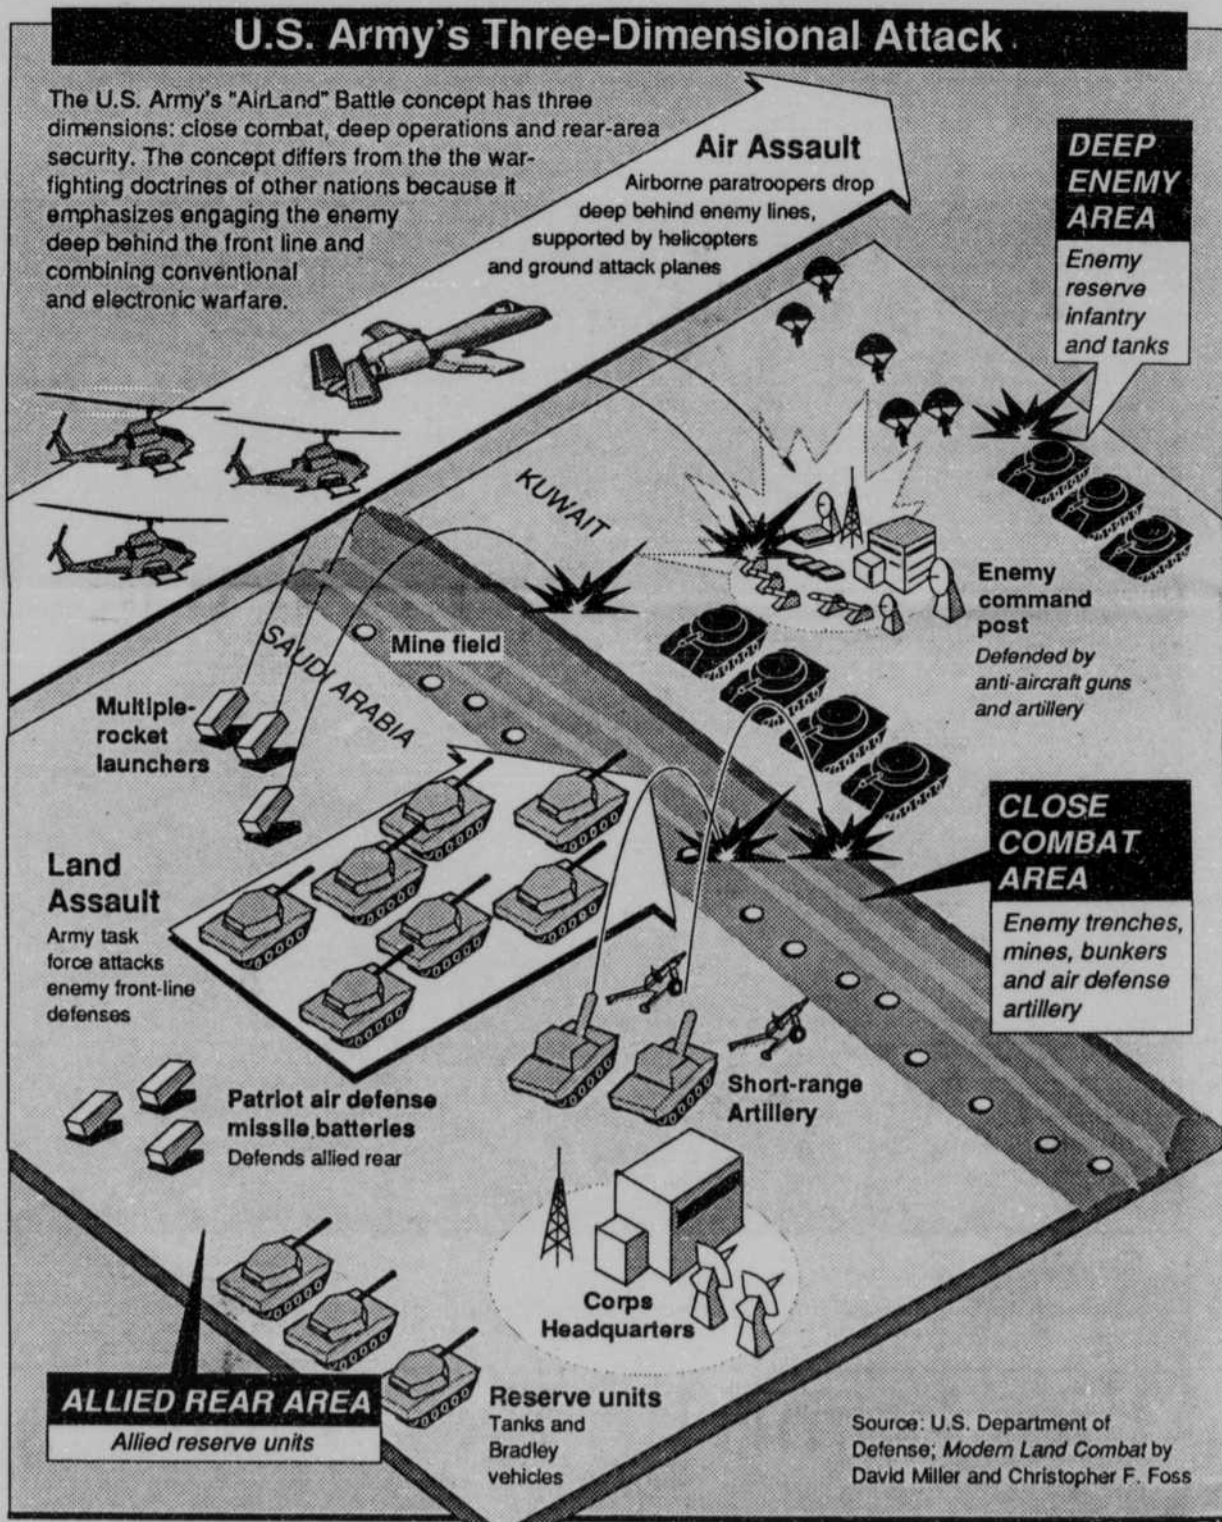 U.S. Army's Three-Dimensional Attack
The U.S. Army's "AirLand" Battle concept has three
dimensions: close combat, deep operations and rear-area
security. The concept differs from the the war-
fighting doctrines of other nations because it
emphasizes engaging the enemy
deep behind the front line and
combining conventional
and electronic warfare.
Air Assault
Airborne paratroopers drop
deep behind enemy lines,
supported by helicopters
and ground attack planes
DEEP
ENEMY
AREA
Enemy
reserve
infantry
and tanks
KUWAIT
Enemy
command
post
Defended by
anti-aircraft guns
and artillery
SAUDI ARABIA
Mine field
Multiple-
rocket
launchers
CLOSE
COMBAT
AREA
Enemy trenches,
mines, bunkers
and air defense
artillery
Land
Assault
Army task
force attacks
enemy front-line
defenses
Short-range
Artillery
Patriot air defense
missile batteries
Defends allied rear
Corps
Headquarters
ALLIED REAR AREA
Allied reserve units
Reserve units
Tanks and
Bradley
vehicles
Source: U.S. Department of
Defense; Modern Land Combat by
David Miller and Christopher F. Foss